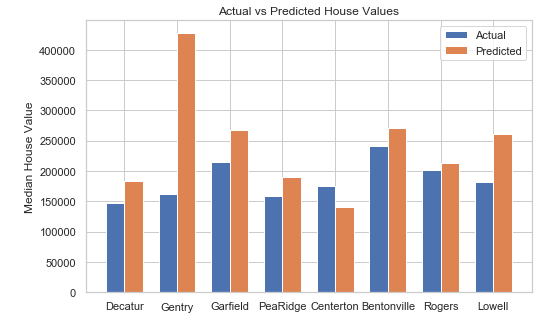 Actual vs Predicted House Values
Actual
Predicted
Median House Value
400000
350000
300000
250000
200000
150000
100000
50000
0
Decatur
Gentry
Garfield
PeaRidge
Centerton
Bentonville
Rogers
Lowell